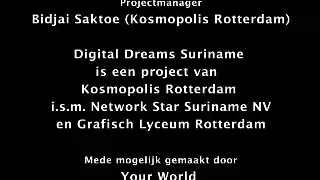 Projectmanager
Bidjai Saktoe (Kosmopolis Rotterdam)
Digital Dreams Suriname
is een project van
Kosmopolis Rotterdam
i.s.m. Network Star Suriname NV
en Grafisch Lyceum Rotterdam
Mede mogelijk gemaakt door
Your World